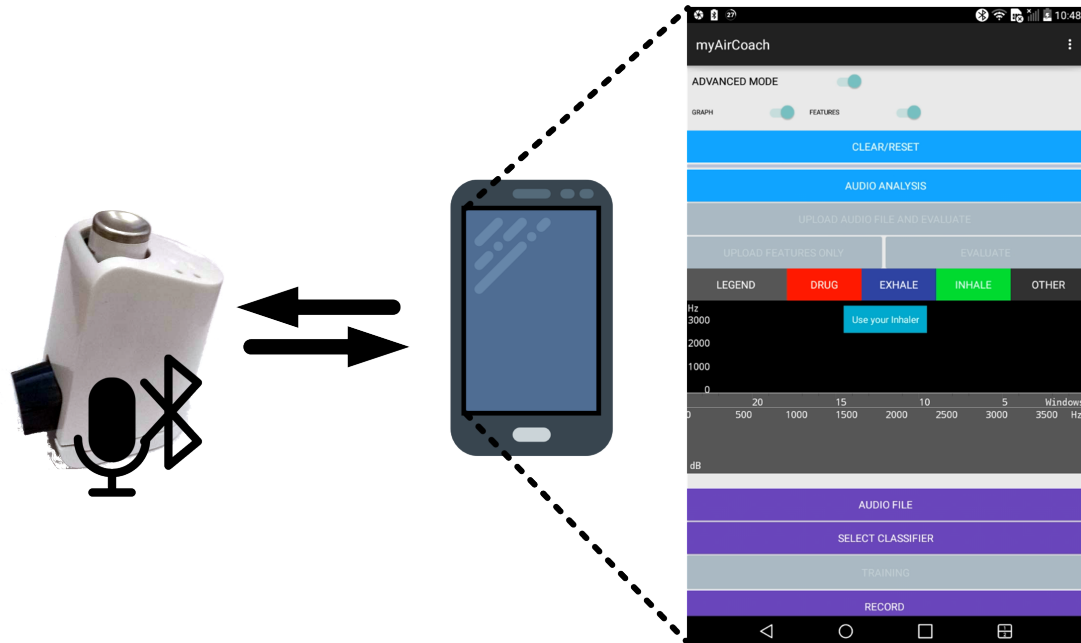 27 10:48
myAirCoach
ADVANCED MODE
GRAPH FEATURES
CLEAR/RESET
AUDIO ANALYSIS
UPLOAD AUDIO FILE AND EVALUATE
UPLOAD FEATURES ONLY EVALUATE
LEGEND DRUG EXHALE INHALE OTHER
Hz
3000 Use your Inhaler
2000
1000
0
20 15 10 5 Windows
0 500 1000 1500 2000 2500 3000 3500 Hz
dB
AUDIO FILE
SELECT CLASSIFIER
TRAINING
RECORD